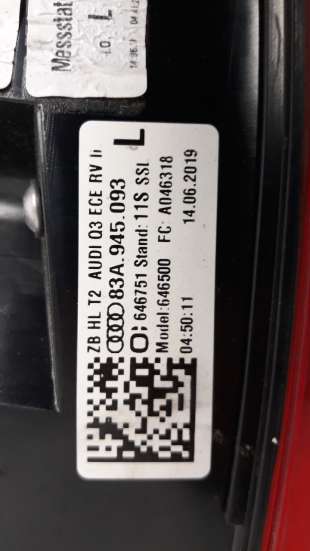 Messstat
i.O. L
ZB HL T2 AUDI Q3 ECE RV
83A.945.093 L
646751 Stand: 11S SSL
Model: 646500 FC A046318
04:50:11 14.06.2019